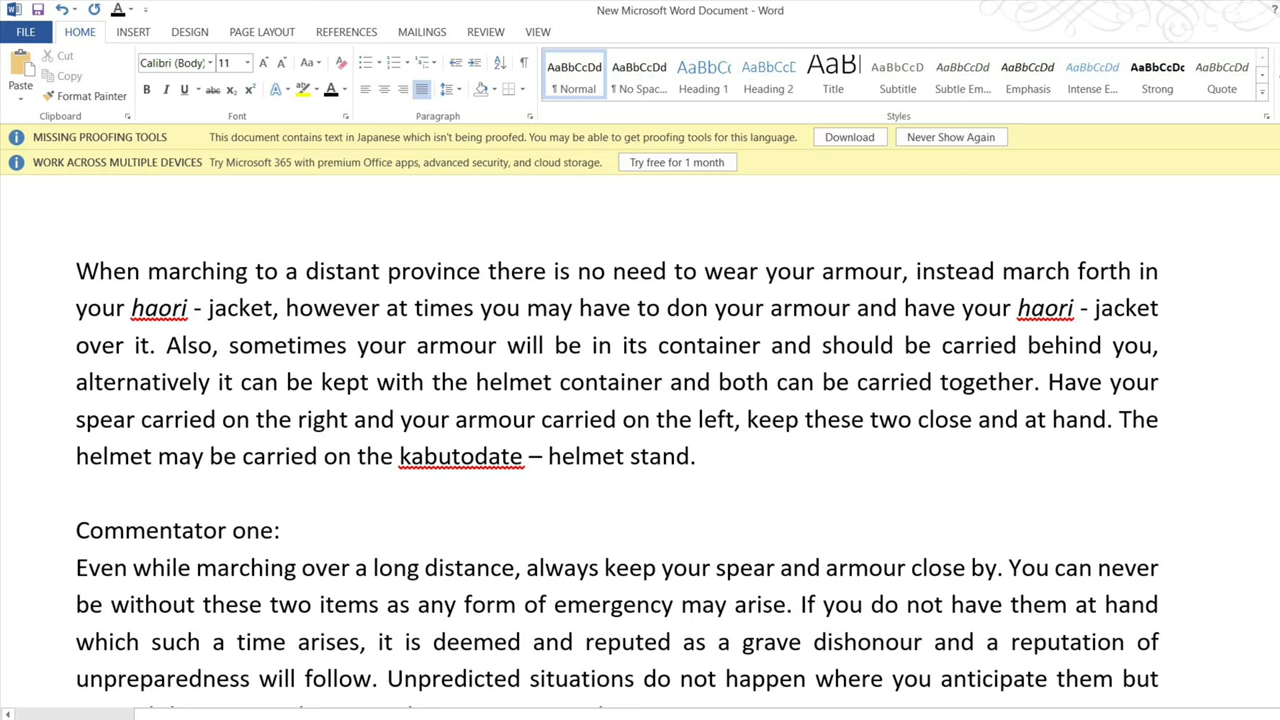 New Microsoft Word Document - Word
?
FILE HOME INSERT DESIGN PAGE LAYOUT REFERENCES MAILINGS REVIEW VIEW
Paste
Cut
Copy
Format Painter
Clipboard
Calibri (Body) 11
A A Aa
B I U abc x₂ x² A ab A
Font
Paragraph
AaBbCcDd AaBbCcDd AaBbC AaBbCcD AaBl AaBbCcD AaBbCcDd AaBbCcDd AaBbCcDd AaBbCcDc AaBbCcDd
¶ Normal ¶ No Spac... Heading 1 Heading 2 Title Subtitle Subtle Em... Emphasis Intense E... Strong Quote
Styles
MISSING PROOFING TOOLS This document contains text in Japanese which isn't being proofed. You may be able to get proofing tools for this language. Download Never Show Again
WORK ACROSS MULTIPLE DEVICES Try Microsoft 365 with premium Office apps, advanced security, and cloud storage. Try free for 1 month
When marching to a distant province there is no need to wear your armour, instead march forth in
your haori - jacket, however at times you may have to don your armour and have your haori - jacket
over it. Also, sometimes your armour will be in its container and should be carried behind you,
alternatively it can be kept with the helmet container and both can be carried together. Have your
spear carried on the right and your armour carried on the left, keep these two close and at hand. The
helmet may be carried on the kabutodate – helmet stand.
Commentator one:
Even while marching over a long distance, always keep your spear and armour close by. You can never
be without these two items as any form of emergency may arise. If you do not have them at hand
which such a time arises, it is deemed and reputed as a grave dishonour and a reputation of
unpreparedness will follow. Unpredicted situations do not happen where you anticipate them but